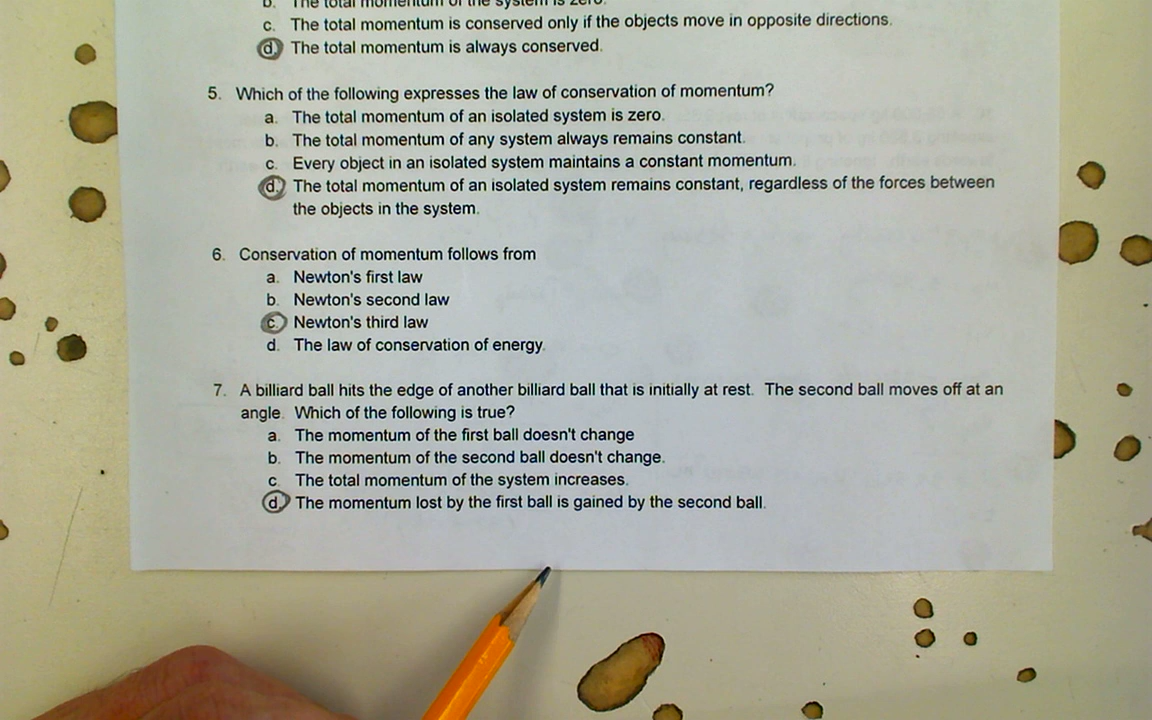 b. The total momentum of the system is zero.
c. The total momentum is conserved only if the objects move in opposite directions.
d. The total momentum is always conserved.
5. Which of the following expresses the law of conservation of momentum?
a. The total momentum of an isolated system is zero.
b. The total momentum of any system always remains constant.
c. Every object in an isolated system maintains a constant momentum.
d. The total momentum of an isolated system remains constant, regardless of the forces between
the objects in the system.
6. Conservation of momentum follows from
a. Newton's first law
b. Newton's second law
c. Newton's third law
d. The law of conservation of energy.
7. A billiard ball hits the edge of another billiard ball that is initially at rest. The second ball moves off at an
angle. Which of the following is true?
a. The momentum of the first ball doesn't change
b. The momentum of the second ball doesn't change.
c. The total momentum of the system increases.
d. The momentum lost by the first ball is gained by the second ball.